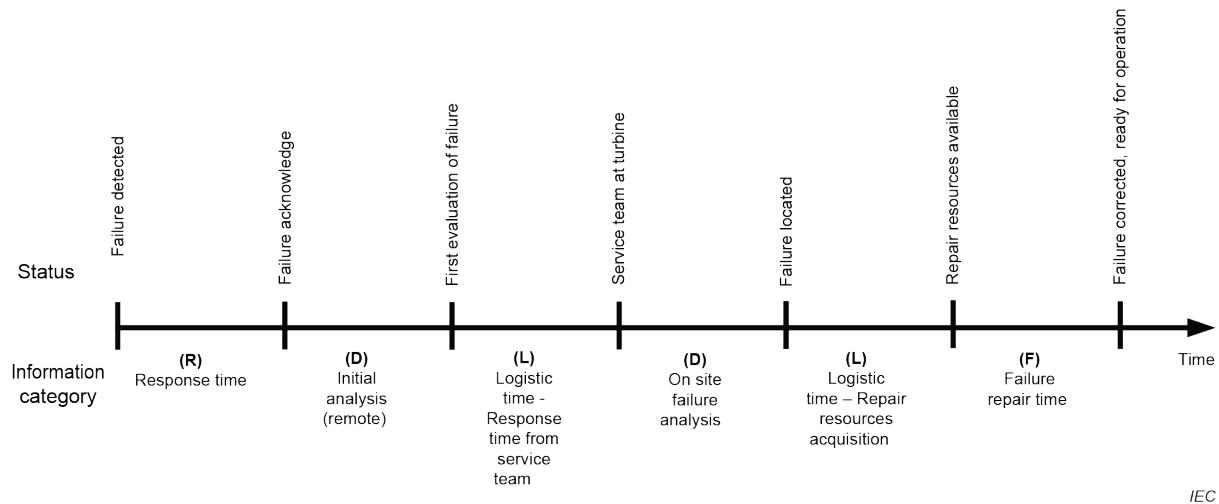 Failure detected
Failure acknowledge
First evaluation of failure
Service team at turbine
Failure located
Repair resources available
Failure corrected, ready for operation
Status
Time
Information
category
(R)
Response time
(D)
Initial
analysis
(remote)
(L)
Logistic
time -
Response
time from
service
team
(D)
On site
failure
analysis
(L)
Logistic
time – Repair
resources
acquisition
(F)
Failure
repair time
IEC